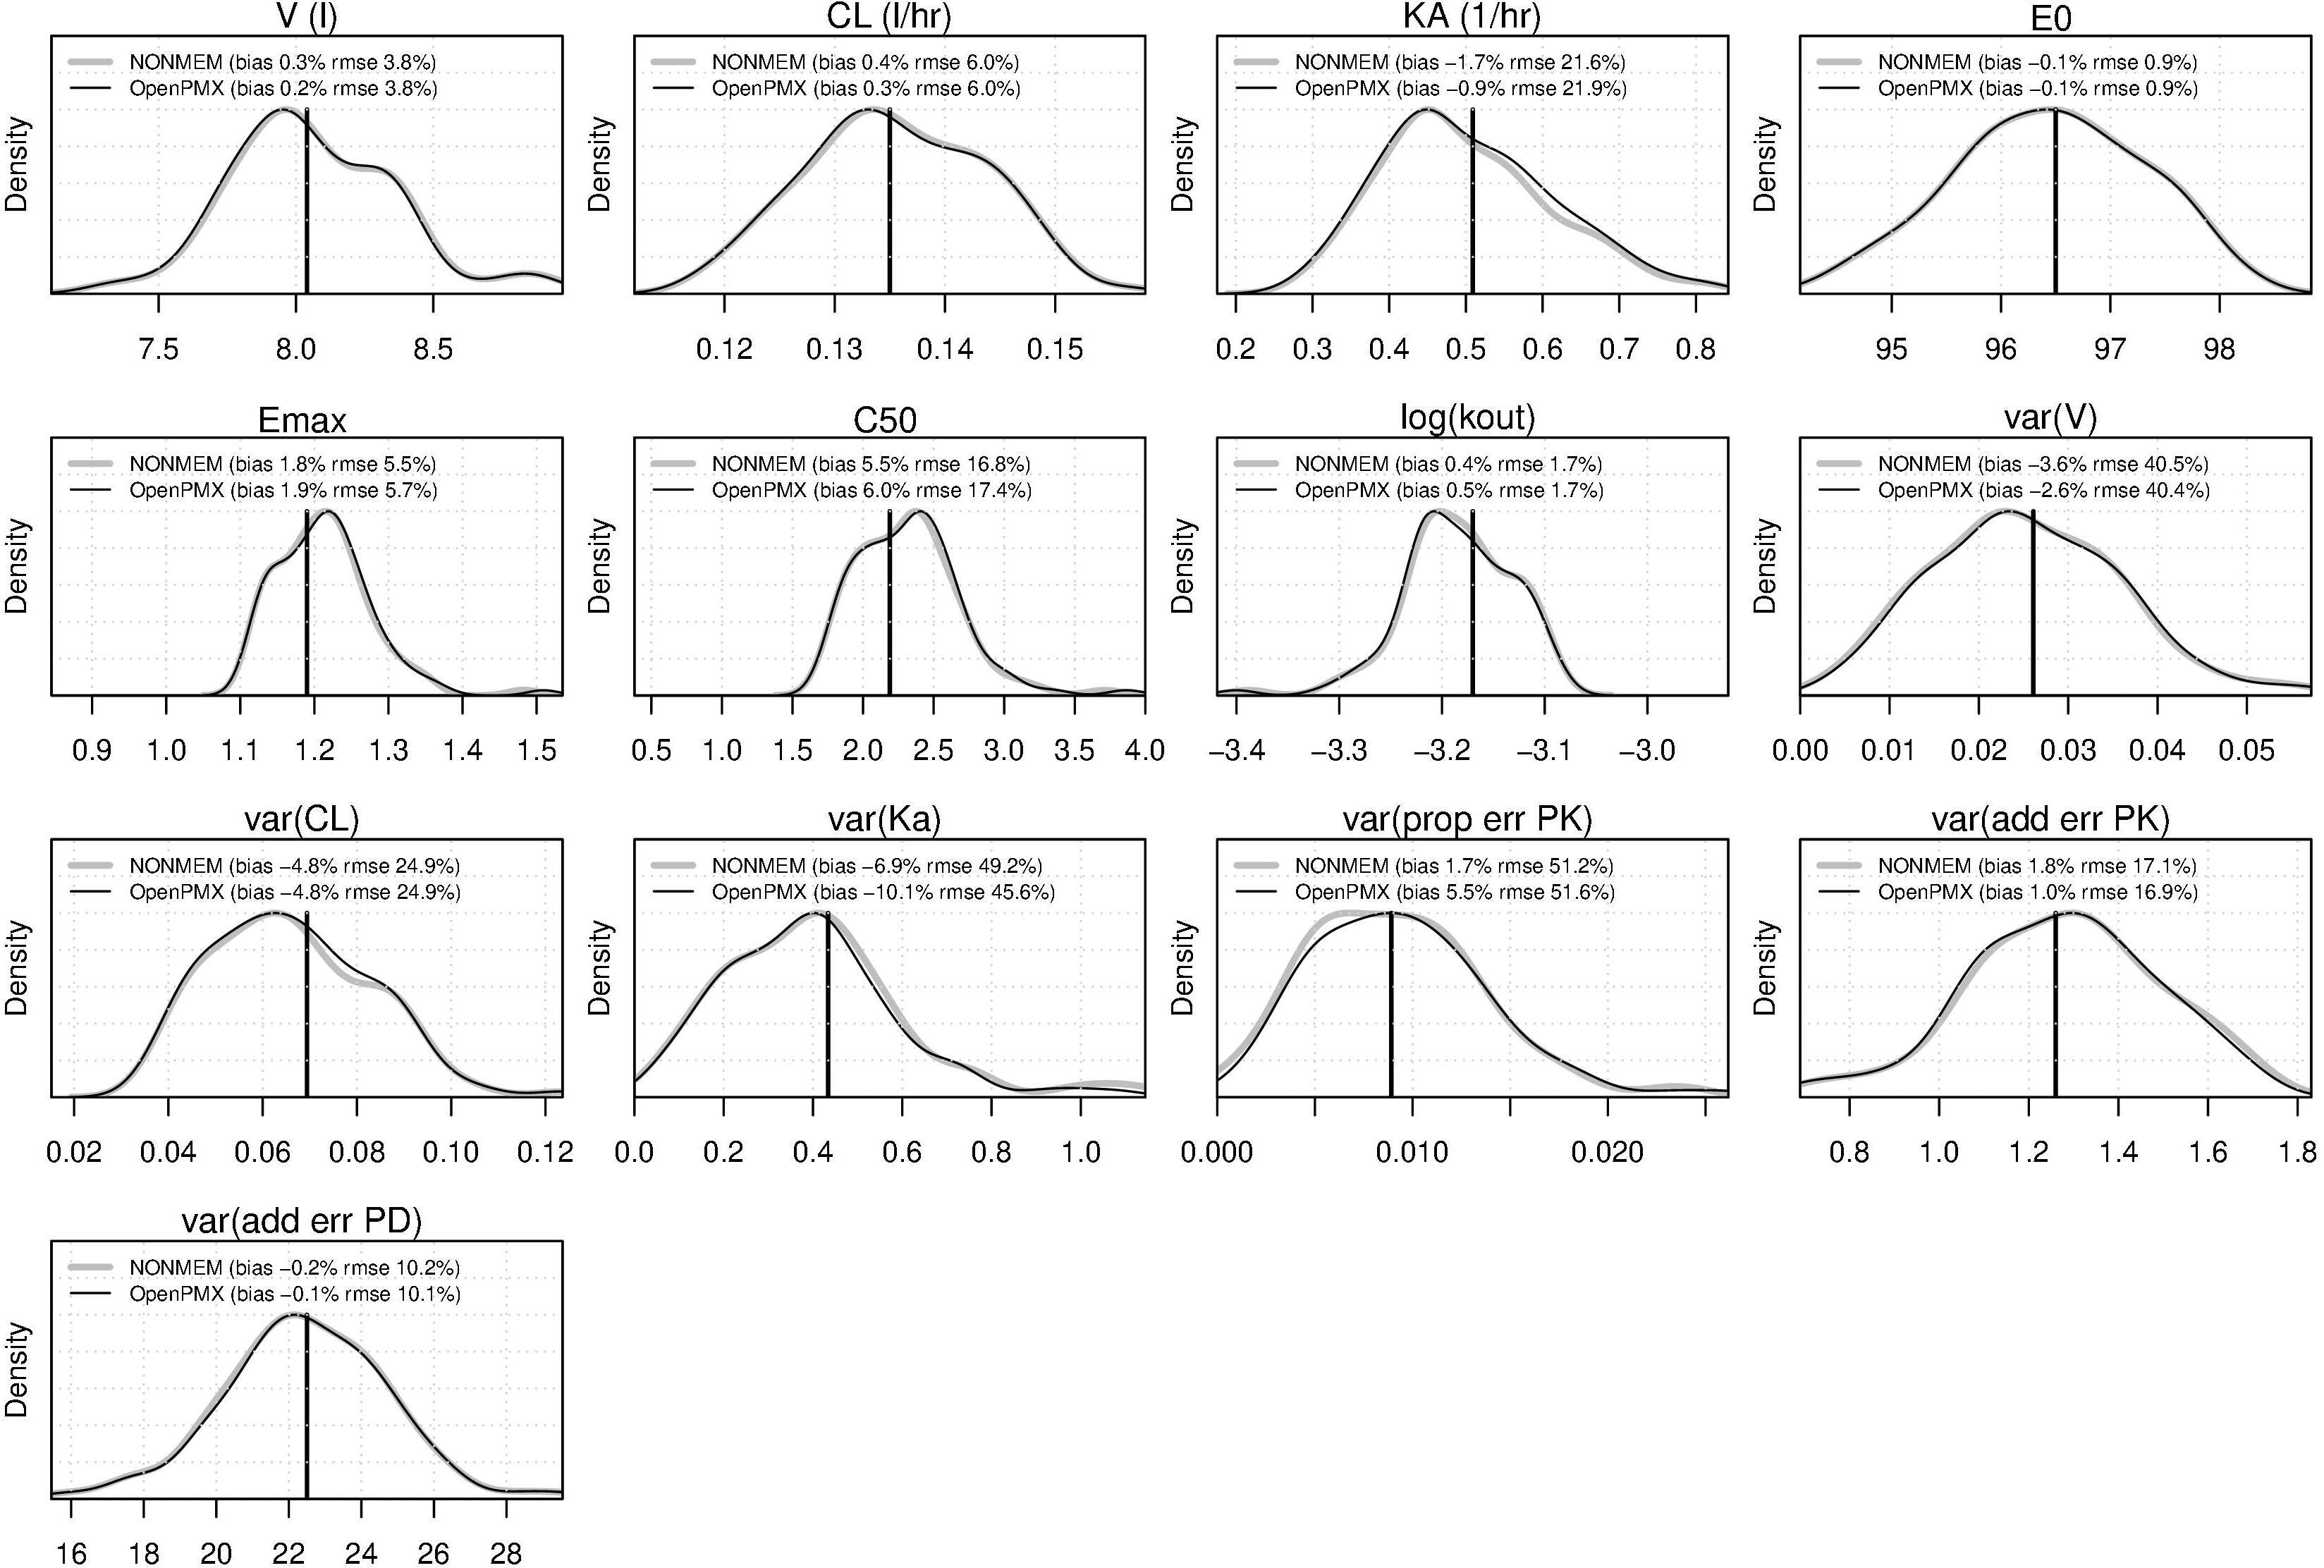 V (l)
NONMEM (bias 0.3% rmse 3.8%)
OpenPMX (bias 0.2% rmse 3.8%)
Density
7.5 8.0 8.5
CL (l/hr)
NONMEM (bias 0.4% rmse 6.0%)
OpenPMX (bias 0.3% rmse 6.0%)
Density
0.12 0.13 0.14 0.15
KA (1/hr)
NONMEM (bias −1.7% rmse 21.6%)
OpenPMX (bias −0.9% rmse 21.9%)
Density
0.2 0.3 0.4 0.5 0.6 0.7 0.8
E0
NONMEM (bias −0.1% rmse 0.9%)
OpenPMX (bias −0.1% rmse 0.9%)
Density
95 96 97 98
Emax
NONMEM (bias 1.8% rmse 5.5%)
OpenPMX (bias 1.9% rmse 5.7%)
Density
0.9 1.0 1.1 1.2 1.3 1.4 1.5
C50
NONMEM (bias 5.5% rmse 16.8%)
OpenPMX (bias 6.0% rmse 17.4%)
Density
0.5 1.0 1.5 2.0 2.5 3.0 3.5 4.0
log(kout)
NONMEM (bias 0.4% rmse 1.7%)
OpenPMX (bias 0.5% rmse 1.7%)
Density
−3.4 −3.3 −3.2 −3.1 −3.0
var(V)
NONMEM (bias −3.6% rmse 40.5%)
OpenPMX (bias −2.6% rmse 40.4%)
Density
0.00 0.01 0.02 0.03 0.04 0.05
var(CL)
NONMEM (bias −4.8% rmse 24.9%)
OpenPMX (bias −4.8% rmse 24.9%)
Density
0.02 0.04 0.06 0.08 0.10 0.12
var(Ka)
NONMEM (bias −6.9% rmse 49.2%)
OpenPMX (bias −10.1% rmse 45.6%)
Density
0.0 0.2 0.4 0.6 0.8 1.0
var(prop err PK)
NONMEM (bias 1.7% rmse 51.2%)
OpenPMX (bias 5.5% rmse 51.6%)
Density
0.000 0.010 0.020
var(add err PK)
NONMEM (bias 1.8% rmse 17.1%)
OpenPMX (bias 1.0% rmse 16.9%)
Density
0.8 1.0 1.2 1.4 1.6 1.8
var(add err PD)
NONMEM (bias −0.2% rmse 10.2%)
OpenPMX (bias −0.1% rmse 10.1%)
Density
16 18 20 22 24 26 28